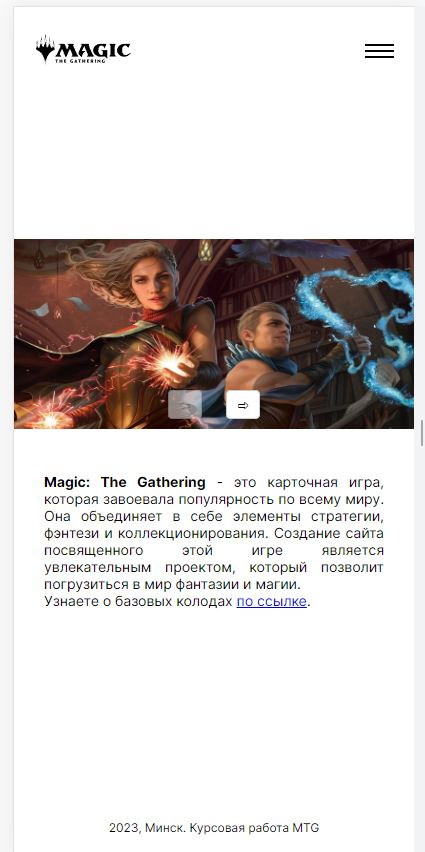 MAGIC
THE GATHERING
⇨
Magic: The Gathering - это карточная игра,
которая завоевала популярность по всему миру.
Она объединяет в себе элементы стратегии,
фэнтези и коллекционирования. Создание сайта
посвященного этой игре является
увлекательным проектом, который позволит
погрузиться в мир фантазии и магии.
Узнаете о базовых колодах по ссылке.
2023, Минск. Курсовая работа MTG